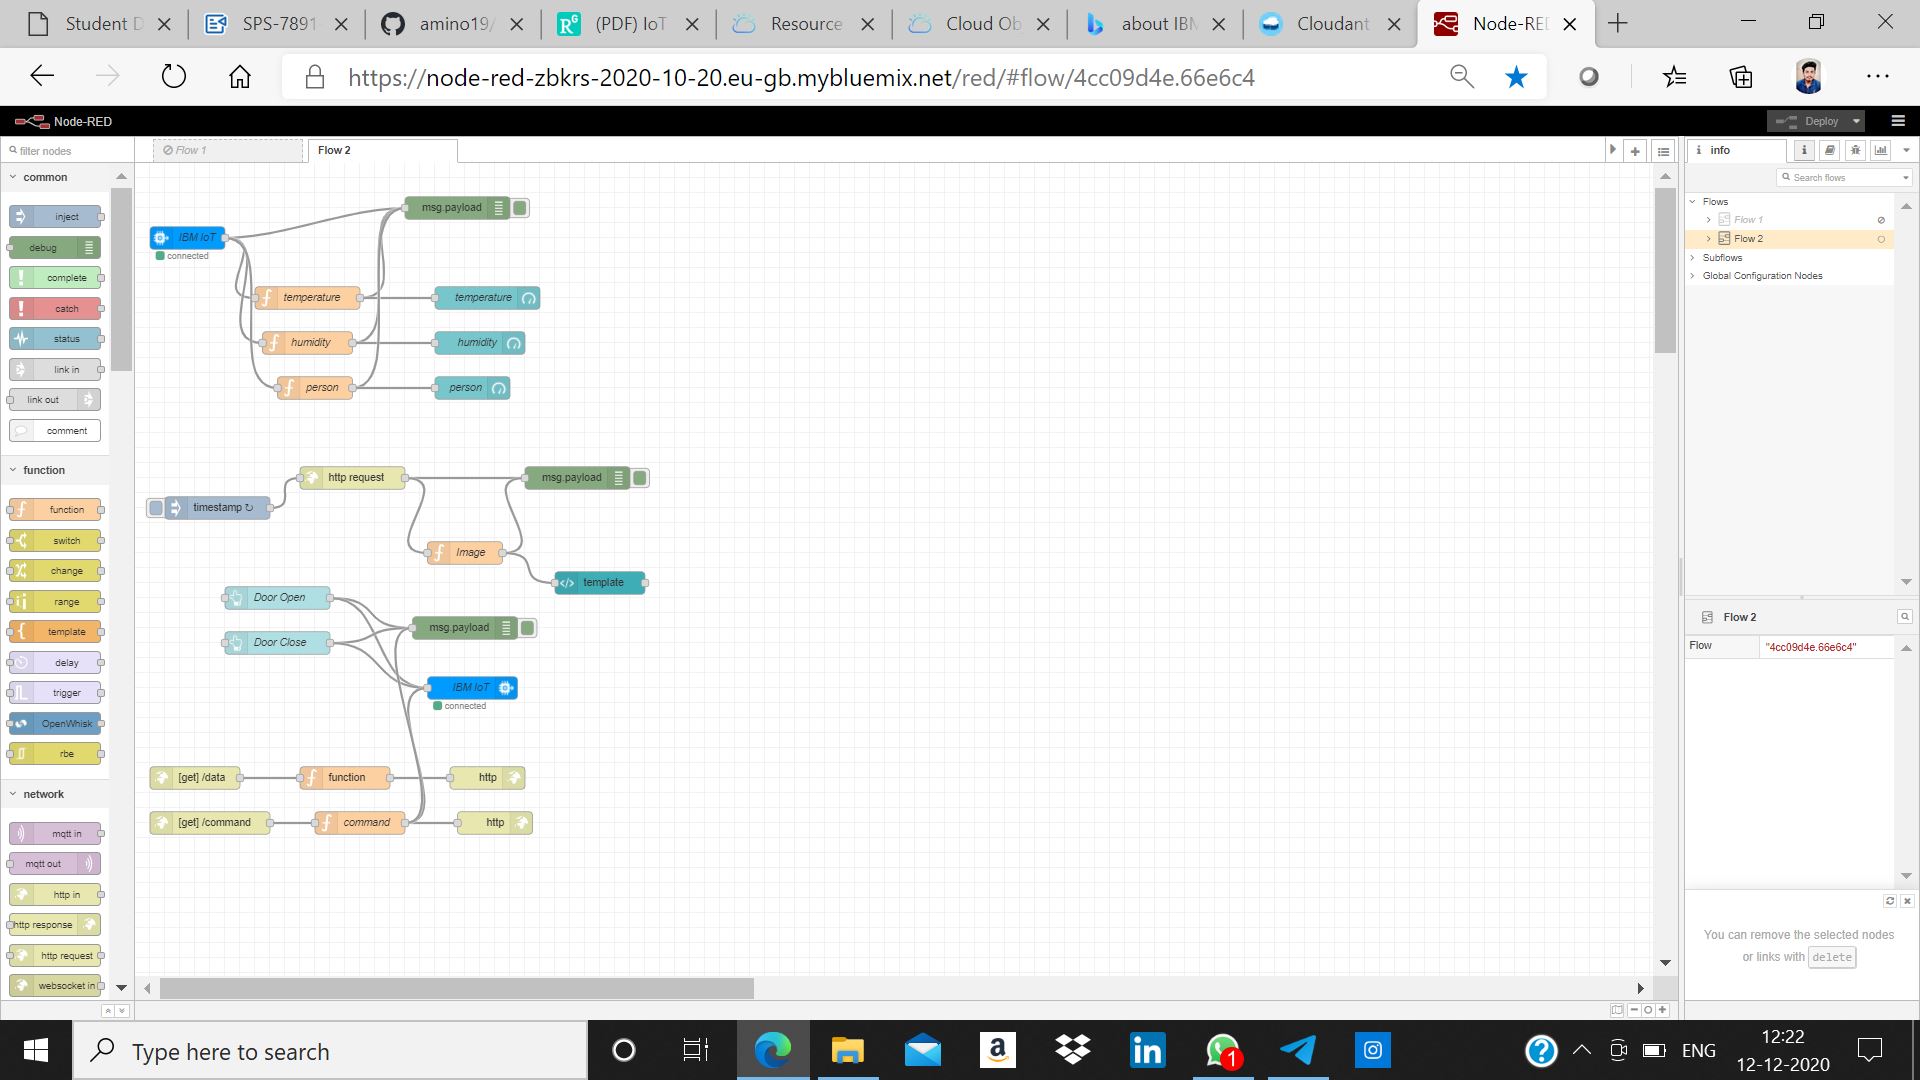 Student D
SPS-7891
amino19/
(PDF) IoT
Resource
Cloud Ob
about IBM
Cloudant
Node-RED
https://node-red-zbkrs-2020-10-20.eu-gb.mybluemix.net/red/#flow/4cc09d4e.66e6c4
Node-RED
Deploy
filter nodes
Flow 1
Flow 2
i info
Search flows
common
inject
debug
complete
catch
status
link in
link out
comment
function
function
switch
change
range
template
delay
trigger
OpenWhisk
rbe
network
mqtt in
mqtt out
http in
http response
http request
websocket in
msg.payload
IBM IoT
connected
temperature
temperature
humidity
humidity
person
person
http request
msg.payload
timestamp ↻
Image
template
Door Open
msg.payload
Door Close
IBM IoT
connected
[get] /data
function
http
[get] /command
command
http
Flows
Flow 1
Flow 2
Subflows
Global Configuration Nodes
Flow 2
Flow
"4cc09d4e.66e6c4"
You can remove the selected nodes
or links with delete
Type here to search
1
ENG
12:22
12-12-2020